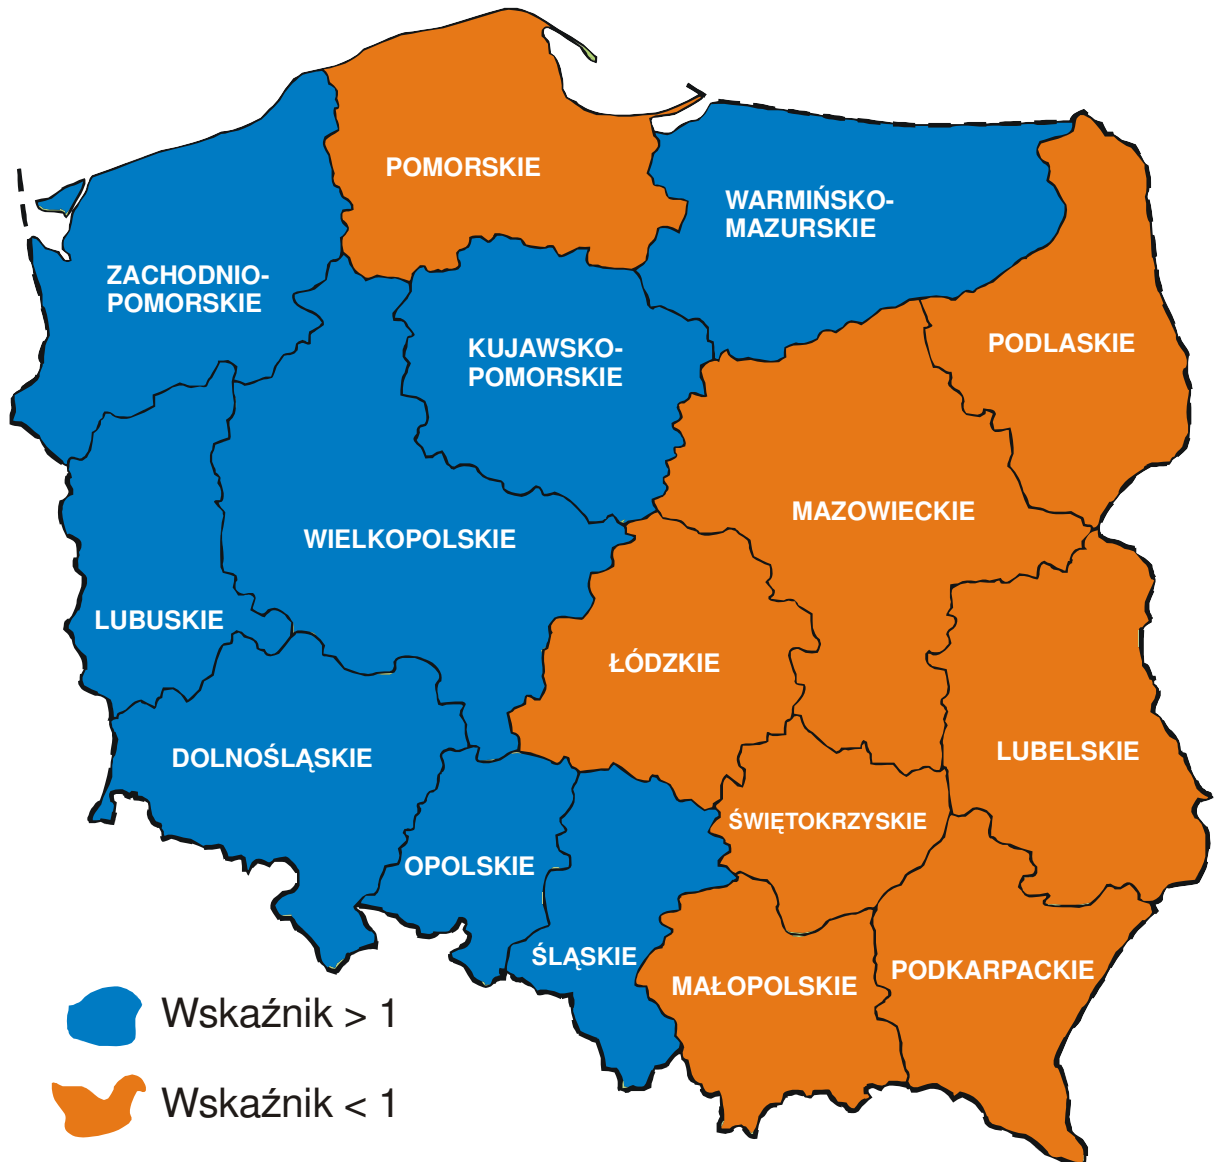 POMORSKIE
WARMIŃSKO-
MAZURSKIE
ZACHODNIO-
POMORSKIE
KUJAWSKO-
POMORSKIE
PODLASKIE
MAZOWIECKIE
WIELKOPOLSKIE
LUBUSKIE
ŁÓDZKIE
DOLNOŚLĄSKIE
LUBELSKIE
ŚWIĘTOKRZYSKIE
OPOLSKIE
ŚLĄSKIE
MAŁOPOLSKIE
PODKARPACKIE
Wskaźnik > 1
Wskaźnik < 1